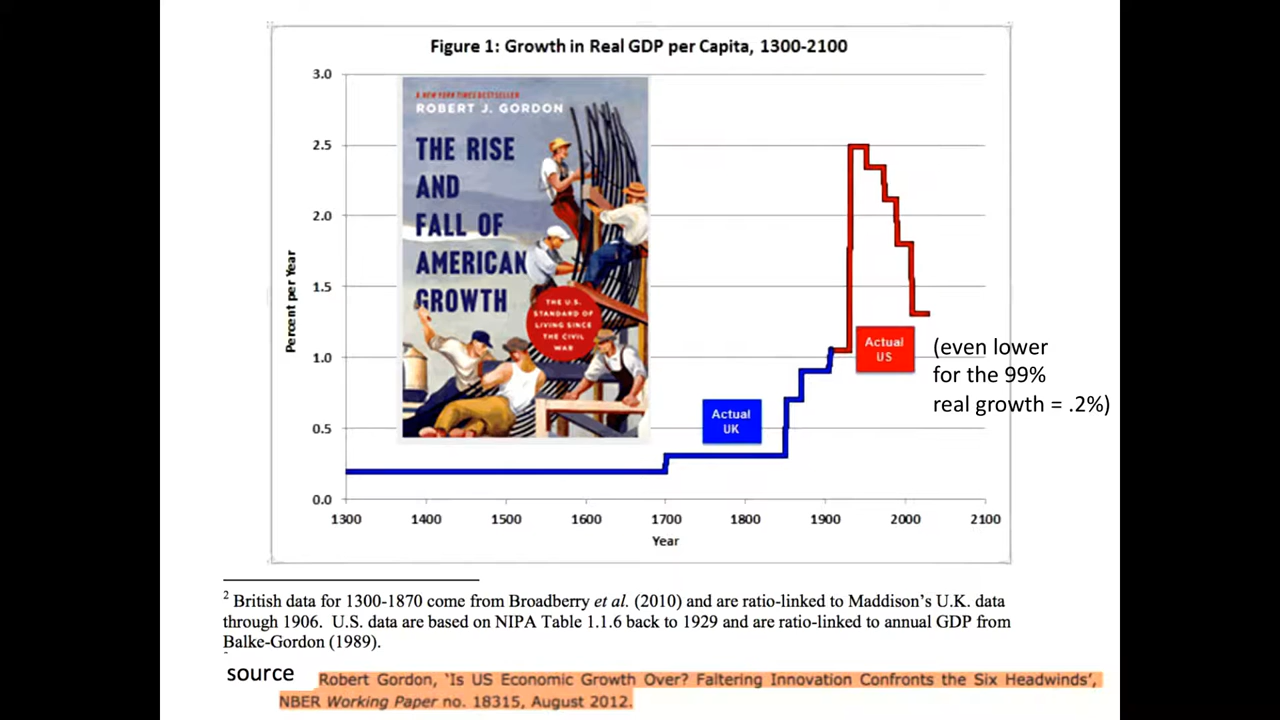 Figure 1: Growth in Real GDP per Capita, 1300-2100
3.0
2.5
2.0
1.5
1.0
0.5
0.0
Percent per Year
A NEW YORK TIMES BESTSELLER
ROBERT J. GORDON
THE RISE
AND
FALL OF
AMERICAN
GROWTH
THE U.S.
STANDARD OF
LIVING SINCE
THE CIVIL
WAR
Actual
UK
Actual
US
(even lower
for the 99%
real growth = .2%)
1300 1400 1500 1600 1700 1800 1900 2000 2100
Year
2 British data for 1300-1870 come from Broadberry et al. (2010) and are ratio-linked to Maddison's U.K. data
through 1906. U.S. data are based on NIPA Table 1.1.6 back to 1929 and are ratio-linked to annual GDP from
Balke-Gordon (1989).
source
Robert Gordon, ‘Is US Economic Growth Over? Faltering Innovation Confronts the Six Headwinds’,
NBER Working Paper no. 18315, August 2012.